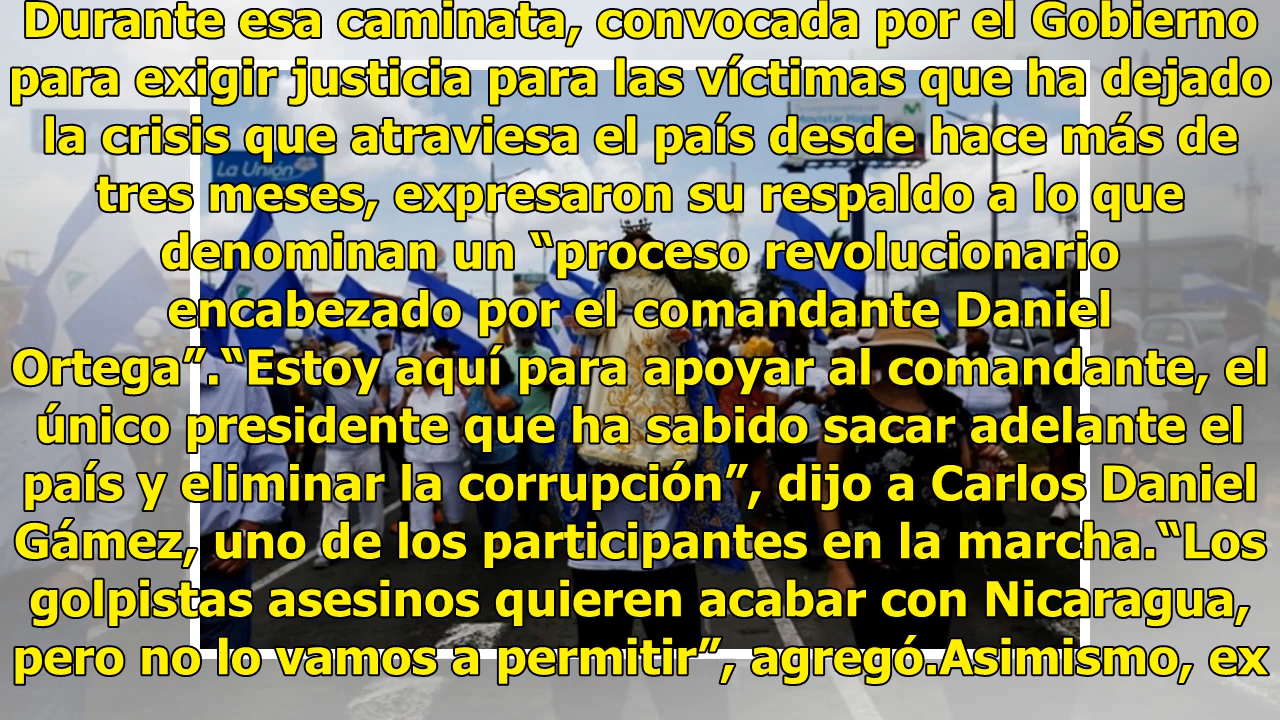 Durante esa caminata, convocada por el Gobierno
para exigir justicia para las víctimas que ha dejado
la crisis que atraviesa el país desde hace más de
tres meses, expresaron su respaldo a lo que
denominan un “proceso revolucionario
encabezado por el comandante Daniel
Ortega”.“Estoy aquí para apoyar al comandante, el
único presidente que ha sabido sacar adelante el
país y eliminar la corrupción”, dijo a Carlos Daniel
Gámez, uno de los participantes en la marcha.“Los
golpistas asesinos quieren acabar con Nicaragua,
pero no lo vamos a permitir”, agregó.Asimismo, ex
La Unión